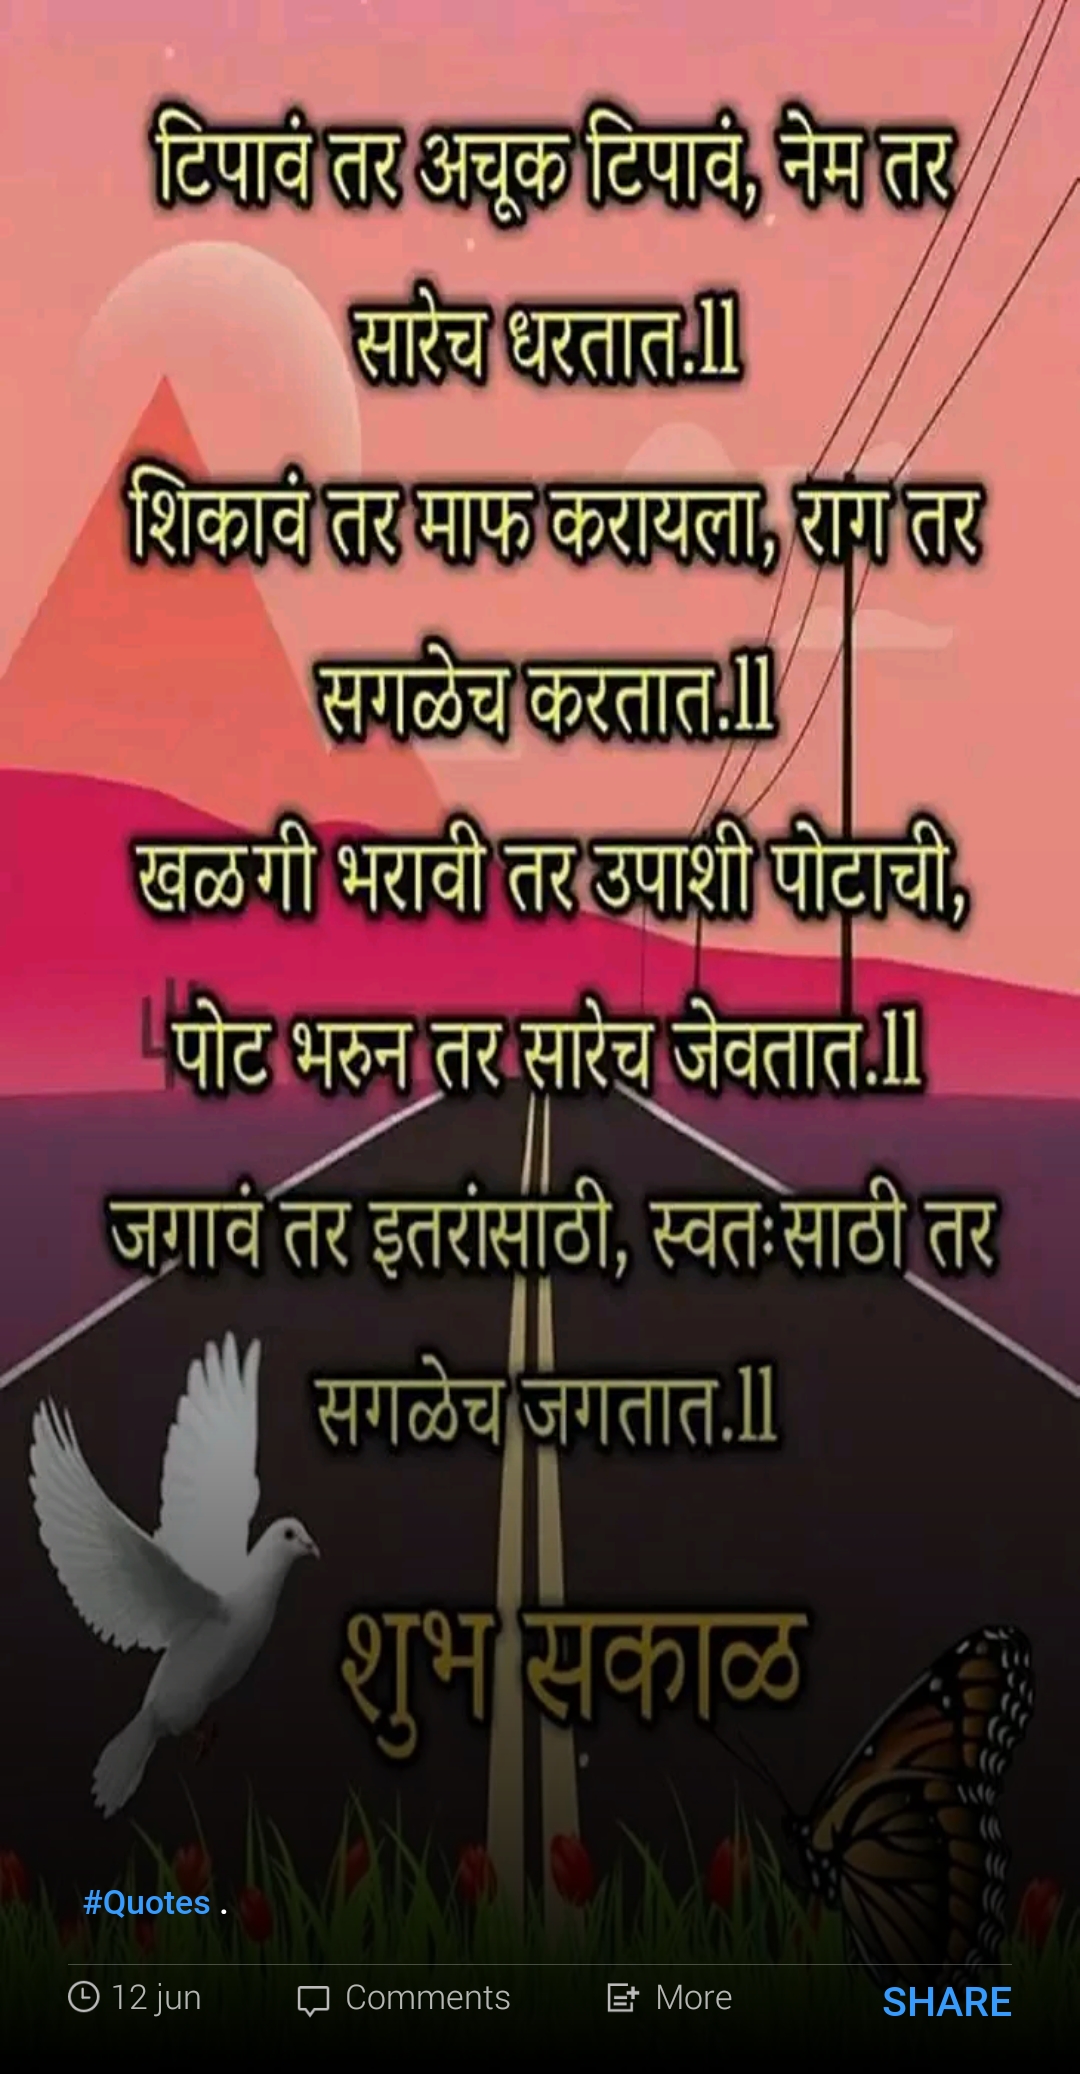 टिपावं तर अचूक टिपावं, नेम तर
सारेच धरतात.ll
शिकावं तर माफ करायला, राग तर
सगळेच करतात.ll
खळगी भरावी तर उपाशी पोटाची,
पोट भरुन तर सारेच जेवतात.ll
जगावं तर इतरांसाठी, स्वतःसाठी तर
सगळेच जगतात.ll
शुभ सकाळ
#Quotes .
12 jun Comments More SHARE